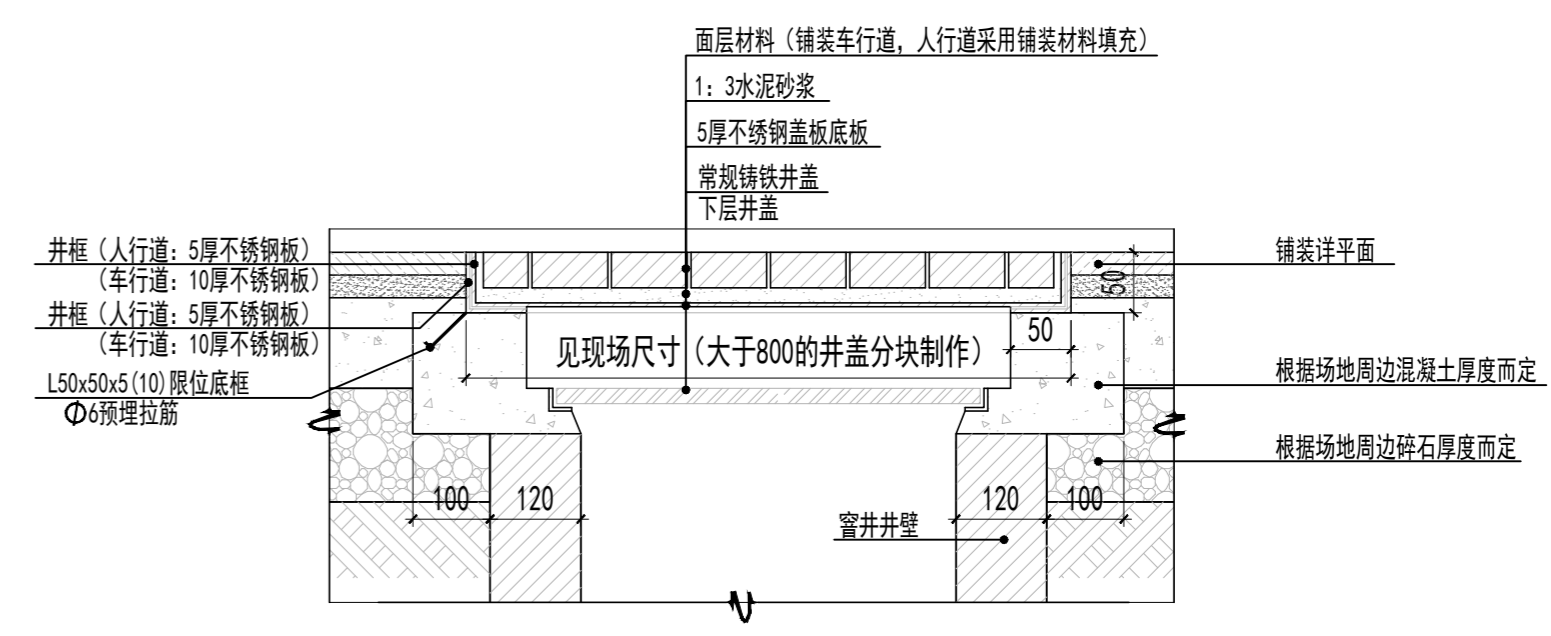 面层材料（铺装车行道，人行道采用铺装材料填充）
1：3水泥砂浆
5厚不锈钢盖板底板
常规铸铁井盖
下层井盖
井框（人行道：5厚不锈钢板）
（车行道：10厚不锈钢板）
井框（人行道：5厚不锈钢板）
（车行道：10厚不锈钢板）
L50x50x5(10)限位底框
Φ6预埋拉筋
铺装详平面
50
50
见现场尺寸（大于800的井盖分块制作）
根据场地周边混凝土厚度而定
根据场地周边碎石厚度而定
100
120
120
100
窨井井壁